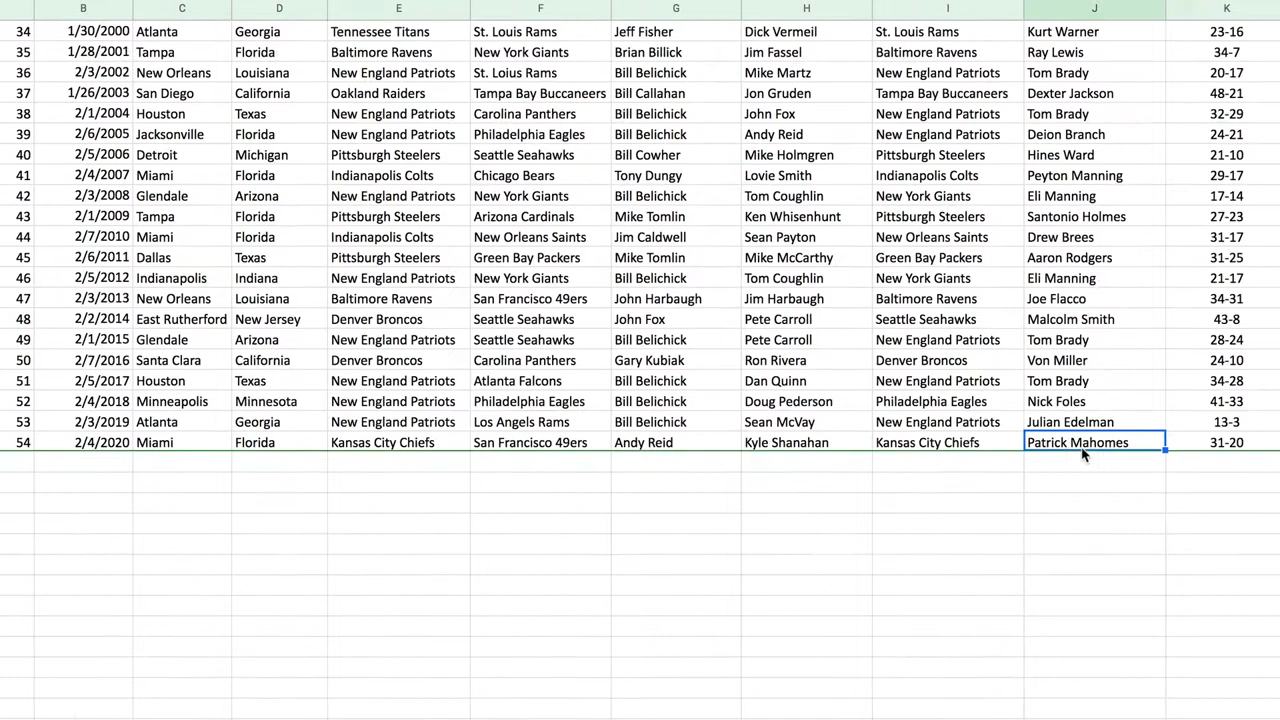 B C D E F G H I J K
34 1/30/2000 Atlanta Georgia Tennessee Titans St. Louis Rams Jeff Fisher Dick Vermeil St. Louis Rams Kurt Warner 23-16
35 1/28/2001 Tampa Florida Baltimore Ravens New York Giants Brian Billick Jim Fassel Baltimore Ravens Ray Lewis 34-7
36 2/3/2002 New Orleans Louisiana New England Patriots St. Loius Rams Bill Belichick Mike Martz New England Patriots Tom Brady 20-17
37 1/26/2003 San Diego California Oakland Raiders Tampa Bay Buccaneers Bill Callahan Jon Gruden Tampa Bay Buccaneers Dexter Jackson 48-21
38 2/1/2004 Houston Texas New England Patriots Carolina Panthers Bill Belichick John Fox New England Patriots Tom Brady 32-29
39 2/6/2005 Jacksonville Florida New England Patriots Philadelphia Eagles Bill Belichick Andy Reid New England Patriots Deion Branch 24-21
40 2/5/2006 Detroit Michigan Pittsburgh Steelers Seattle Seahawks Bill Cowher Mike Holmgren Pittsburgh Steelers Hines Ward 21-10
41 2/4/2007 Miami Florida Indianapolis Colts Chicago Bears Tony Dungy Lovie Smith Indianapolis Colts Peyton Manning 29-17
42 2/3/2008 Glendale Arizona New England Patriots New York Giants Bill Belichick Tom Coughlin New York Giants Eli Manning 17-14
43 2/1/2009 Tampa Florida Pittsburgh Steelers Arizona Cardinals Mike Tomlin Ken Whisenhunt Pittsburgh Steelers Santonio Holmes 27-23
44 2/7/2010 Miami Florida Indianapolis Colts New Orleans Saints Jim Caldwell Sean Payton New Orleans Saints Drew Brees 31-17
45 2/6/2011 Dallas Texas Pittsburgh Steelers Green Bay Packers Mike Tomlin Mike McCarthy Green Bay Packers Aaron Rodgers 31-25
46 2/5/2012 Indianapolis Indiana New England Patriots New York Giants Bill Belichick Tom Coughlin New York Giants Eli Manning 21-17
47 2/3/2013 New Orleans Louisiana Baltimore Ravens San Francisco 49ers John Harbaugh Jim Harbaugh Baltimore Ravens Joe Flacco 34-31
48 2/2/2014 East Rutherford New Jersey Denver Broncos Seattle Seahawks John Fox Pete Carroll Seattle Seahawks Malcolm Smith 43-8
49 2/1/2015 Glendale Arizona New England Patriots Seattle Seahawks Bill Belichick Pete Carroll New England Patriots Tom Brady 28-24
50 2/7/2016 Santa Clara California Denver Broncos Carolina Panthers Gary Kubiak Ron Rivera Denver Broncos Von Miller 24-10
51 2/5/2017 Houston Texas New England Patriots Atlanta Falcons Bill Belichick Dan Quinn New England Patriots Tom Brady 34-28
52 2/4/2018 Minneapolis Minnesota New England Patriots Philadelphia Eagles Bill Belichick Doug Pederson Philadelphia Eagles Nick Foles 41-33
53 2/3/2019 Atlanta Georgia New England Patriots Los Angels Rams Bill Belichick Sean McVay New England Patriots Julian Edelman 13-3
54 2/4/2020 Miami Florida Kansas City Chiefs San Francisco 49ers Andy Reid Kyle Shanahan Kansas City Chiefs Patrick Mahomes 31-20